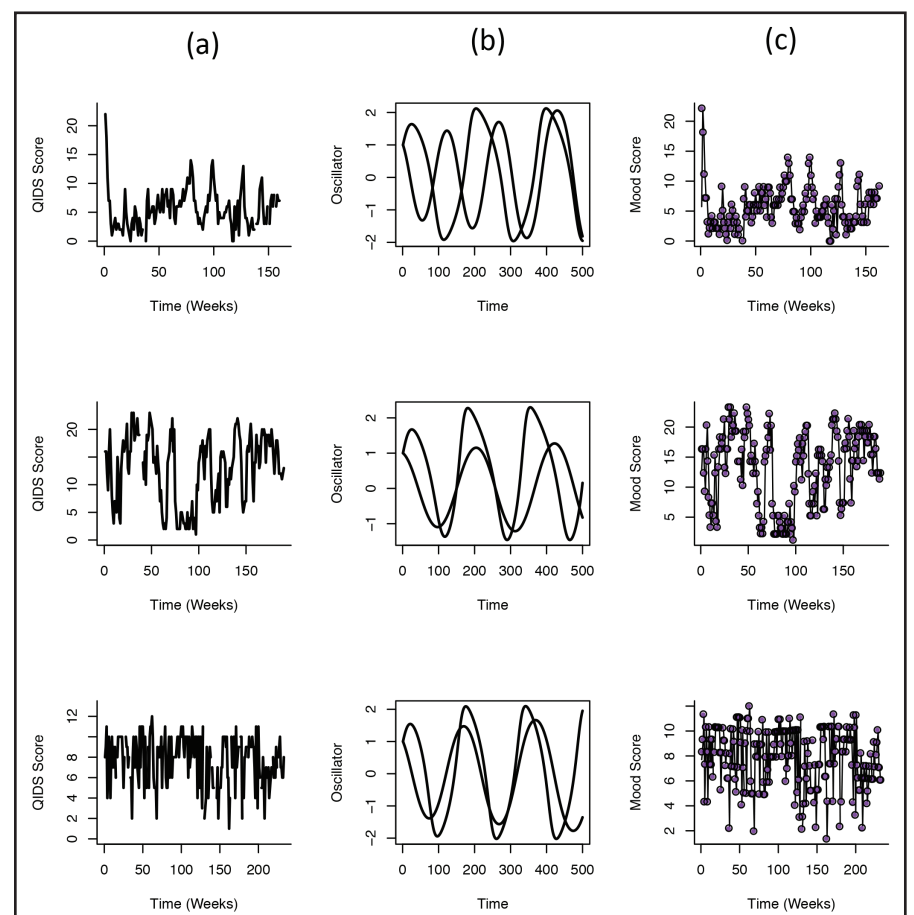 (a) (b) (c)
QIDS Score
0 5 10 15 20
0 50 100 150
Time (Weeks)
Oscillator
−2 −1 0 1 2
0 100 200 300 400 500
Time
Mood Score
0 5 10 15 20
0 50 100 150
Time (Weeks)
QIDS Score
0 5 10 15 20
0 50 100 150
Time (Weeks)
Oscillator
−1 0 1 2
0 100 200 300 400 500
Time
Mood Score
5 10 15 20
0 50 100 150
Time (Weeks)
QIDS Score
0 2 4 6 8 12
0 50 100 200
Time (Weeks)
Oscillator
−2 −1 0 1 2
0 100 200 300 400 500
Time
Mood Score
2 4 6 8 10
0 50 100 200
Time (Weeks)